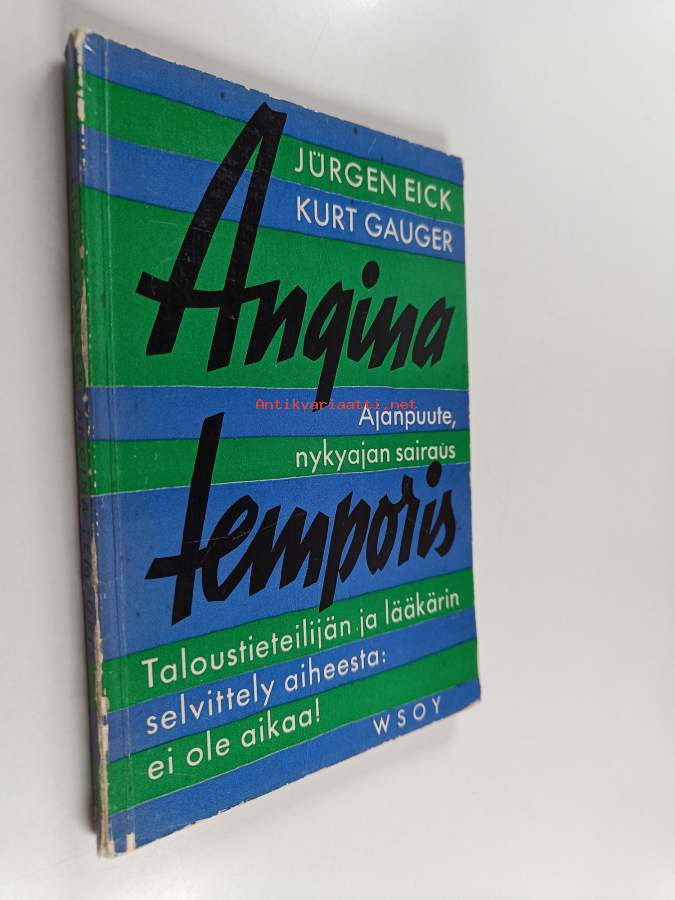 JÜRGEN EICK
KURT GAUGER
Angina
Antikvariaatti.net
Ajanpuute,
nykyajan sairaus
temporis
Taloustieteilijän ja lääkärin
selvittely aiheesta:
ei ole aikaa!
WSOY